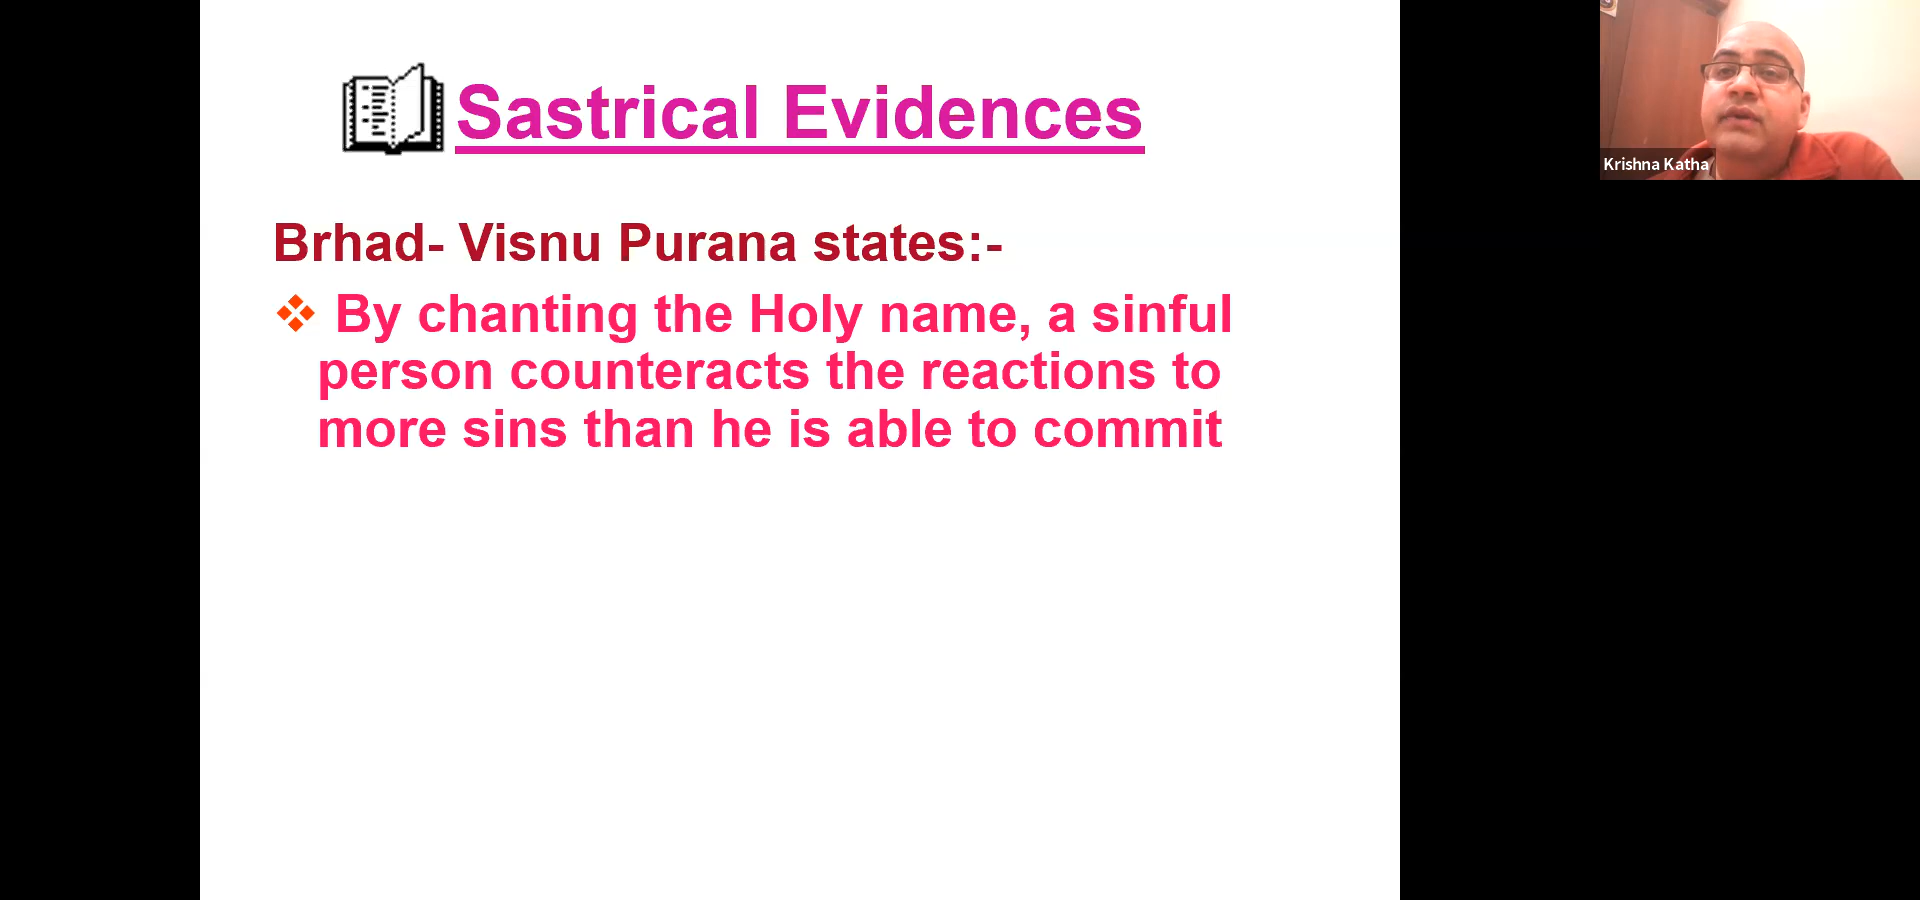 Sastrical Evidences
Krishna Katha
Brhad- Visnu Purana states:-
❖ By chanting the Holy name, a sinful
person counteracts the reactions to
more sins than he is able to commit